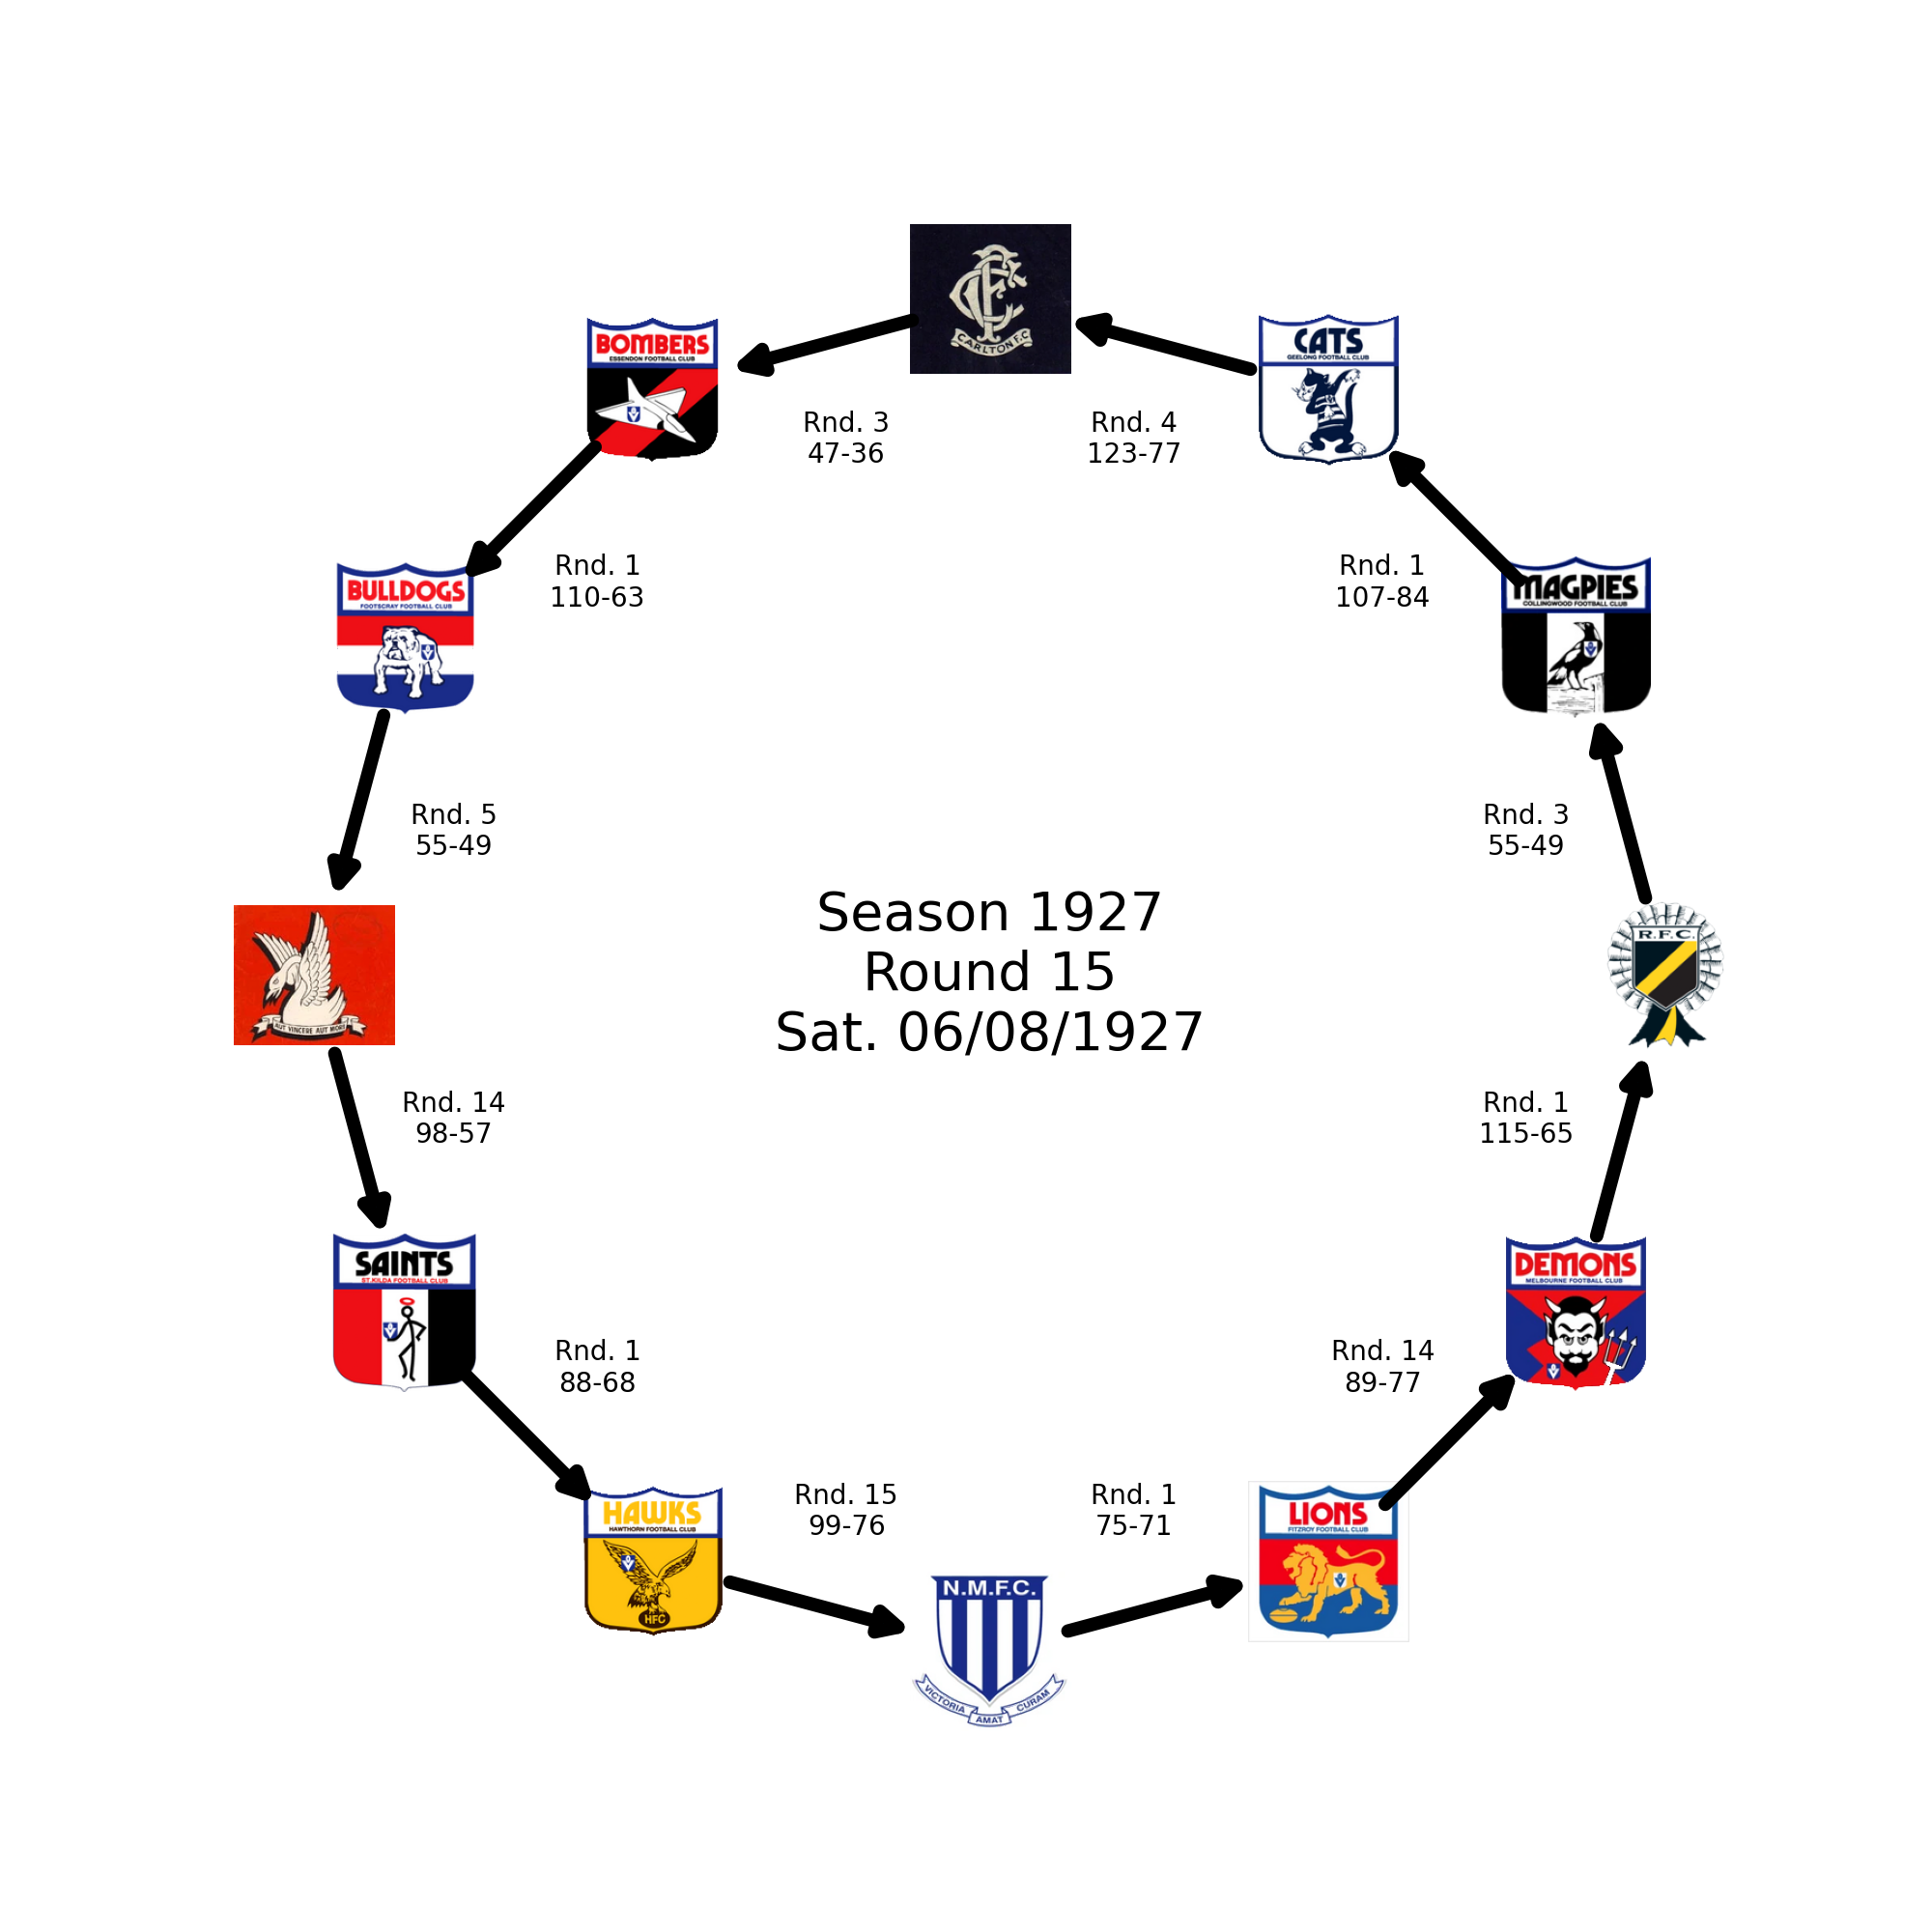 CARLTON F.C
CATS
GEELONG FOOTBALL CLUB
BOMBERS
ESSENDON FOOTBALL CLUB
Rnd. 3
47-36
Rnd. 4
123-77
Rnd. 1
110-63
Rnd. 1
107-84
BULLDOGS
FOOTSCRAY FOOTBALL CLUB
MAGPIES
COLLINGWOOD FOOTBALL CLUB
Rnd. 5
55-49
Rnd. 3
55-49
Season 1927
Round 15
Sat. 06/08/1927
R.F.C.
AUT VINCERE AUT MORI
Rnd. 14
98-57
Rnd. 1
115-65
SAINTS
ST.KILDA FOOTBALL CLUB
DEMONS
MELBOURNE FOOTBALL CLUB
Rnd. 1
88-68
Rnd. 14
89-77
Rnd. 15
99-76
Rnd. 1
75-71
HAWKS
HAWTHORN FOOTBALL CLUB
HFC
LIONS
FITZROY FOOTBALL CLUB
N.M.F.C.
VICTORIA AMAT CURAM